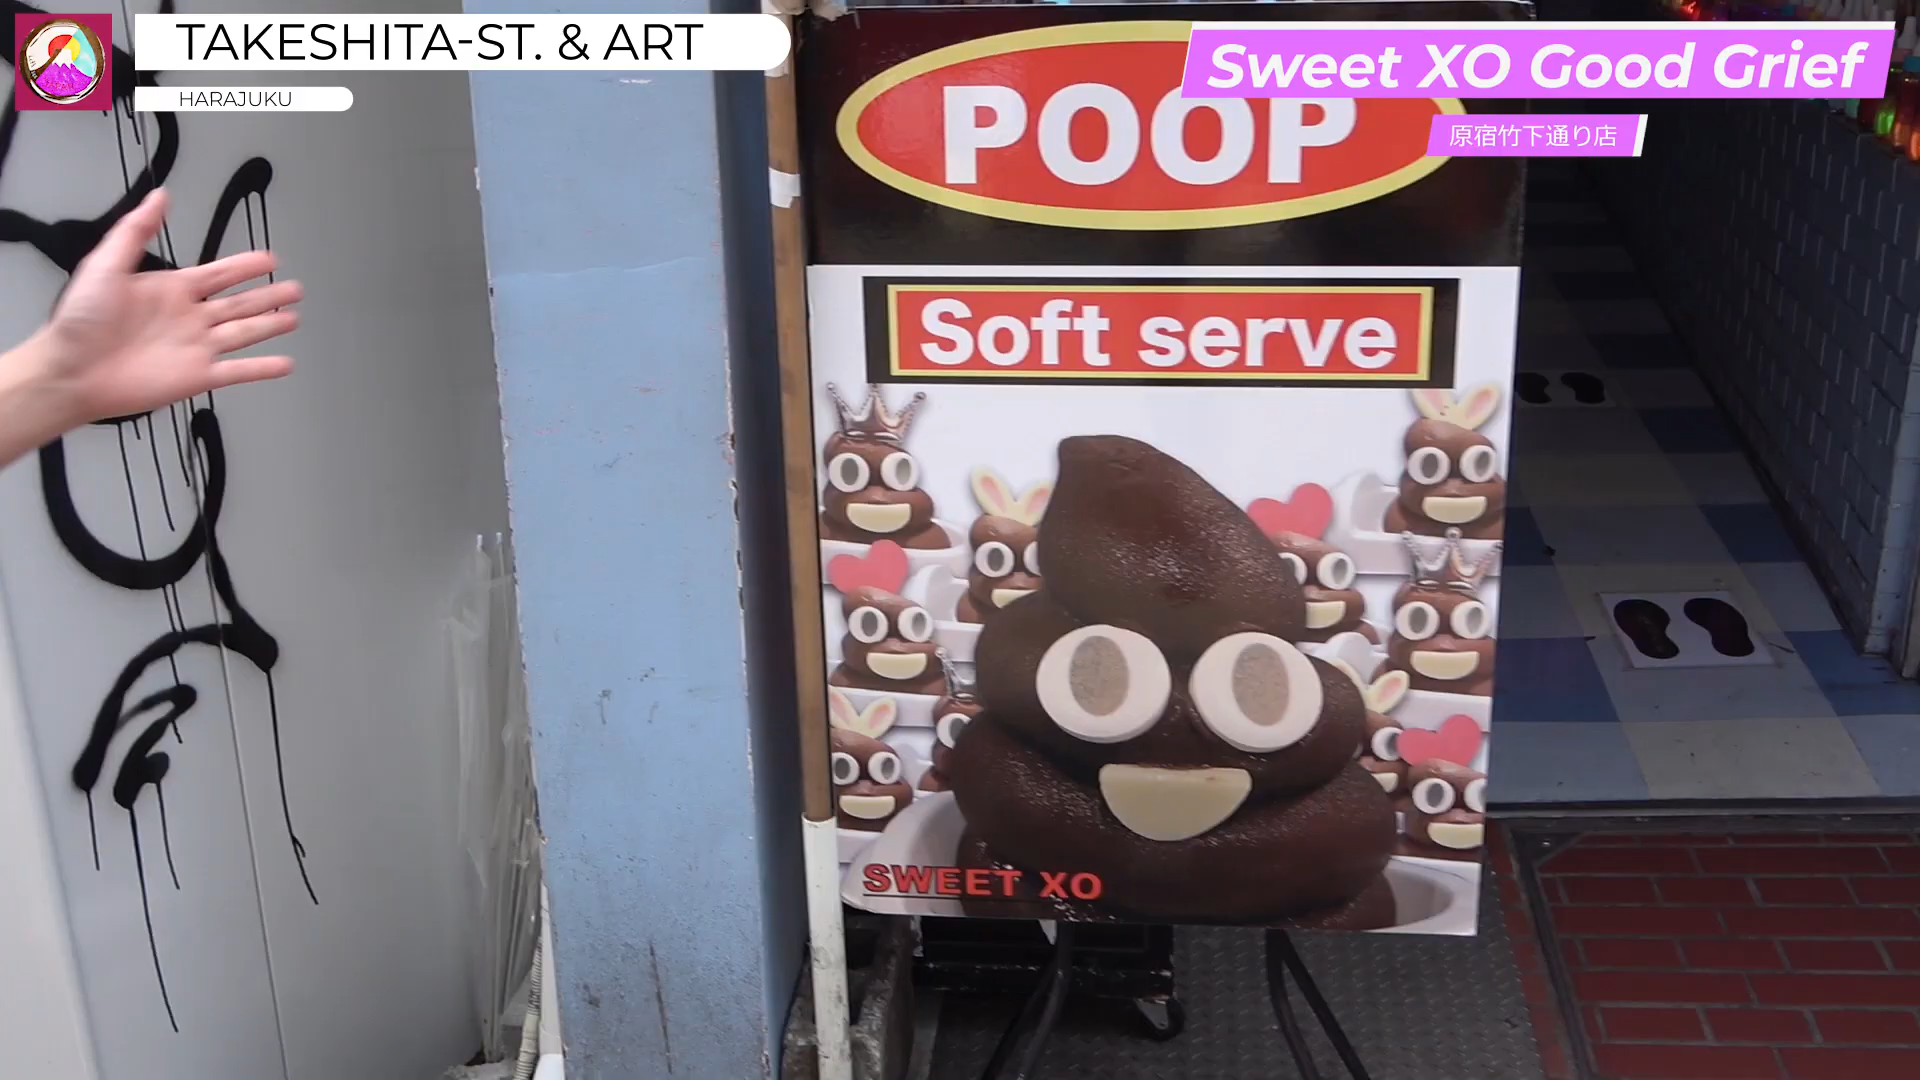 TAKESHITA-ST. & ART
HARAJUKU
Sweet XO Good Grief
原宿竹下通り店
POOP
Soft serve
SWEET XO